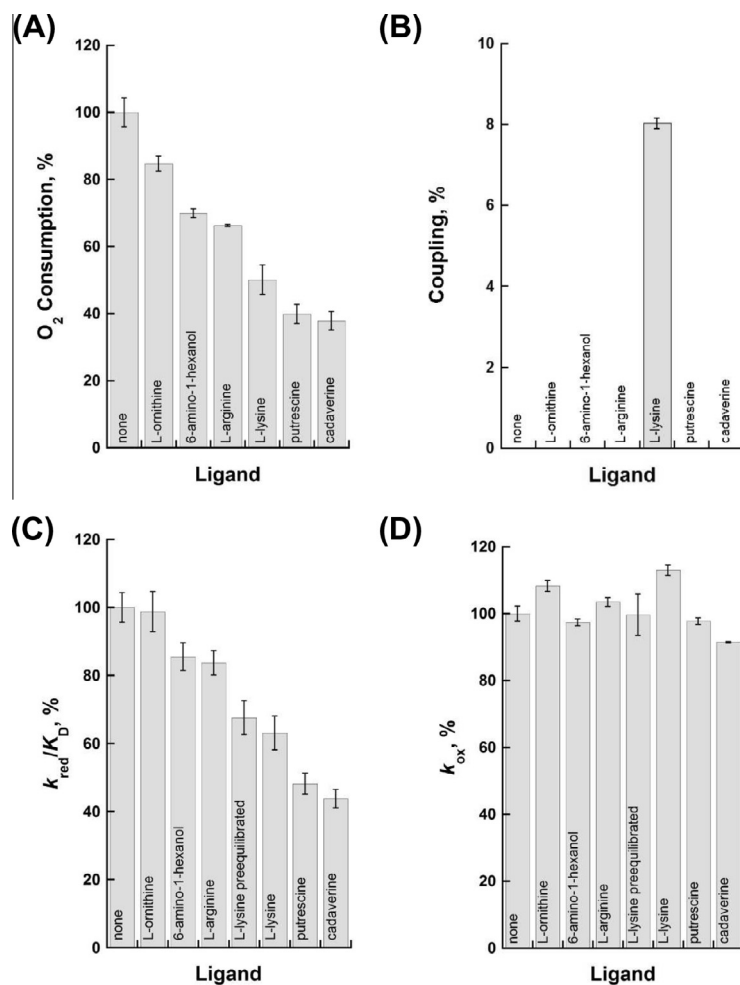 (A)
O2 Consumption, %
120
100
80
60
40
20
0
none
L-ornithine
6-amino-1-hexanol
L-arginine
L-lysine
putrescine
cadaverine
Ligand
(B)
Coupling, %
10
8
6
4
2
0
none
L-ornithine
6-amino-1-hexanol
L-arginine
L-lysine
putrescine
cadaverine
Ligand
(C)
kred/KD, %
120
100
80
60
40
20
0
none
L-ornithine
6-amino-1-hexanol
L-arginine
L-lysine preequilibrated
L-lysine
putrescine
cadaverine
Ligand
(D)
kox, %
120
100
80
60
40
20
0
none
L-ornithine
6-amino-1-hexanol
L-arginine
L-lysine preequilibrated
L-lysine
putrescine
cadaverine
Ligand